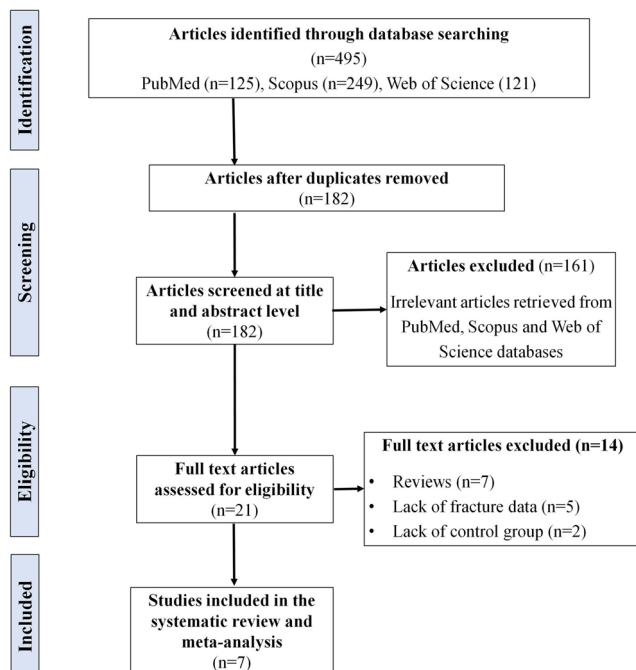 Identification
Articles identified through database searching
(n=495)
PubMed (n=125), Scopus (n=249), Web of Science (121)
Screening
Articles after duplicates removed
(n=182)
Articles screened at title
and abstract level
(n=182)
Articles excluded (n=161)
Irrelevant articles retrieved from
PubMed, Scopus and Web of
Science databases
Eligibility
Full text articles
assessed for eligibility
(n=21)
Full text articles excluded (n=14)
• Reviews (n=7)
• Lack of fracture data (n=5)
• Lack of control group (n=2)
Included
Studies included in the
systematic review and
meta-analysis
(n=7)